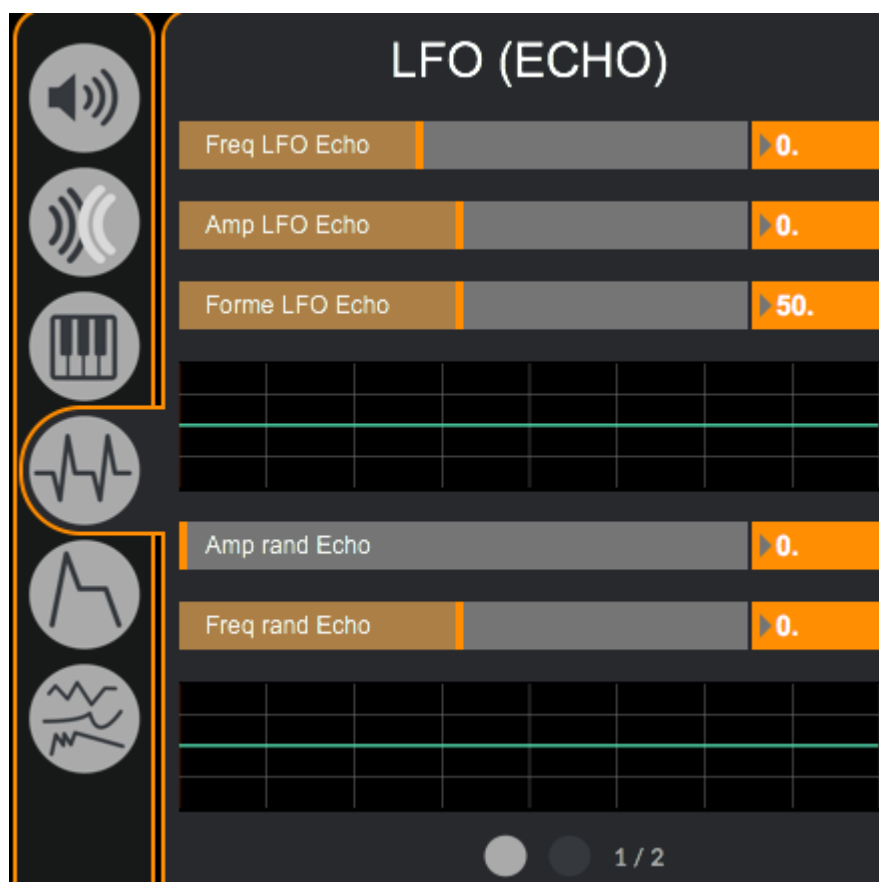 LFO (ECHO)
Freq LFO Echo 0.
Amp LFO Echo 0.
Forme LFO Echo 50.
Amp rand Echo 0.
Freq rand Echo 0.
1 / 2